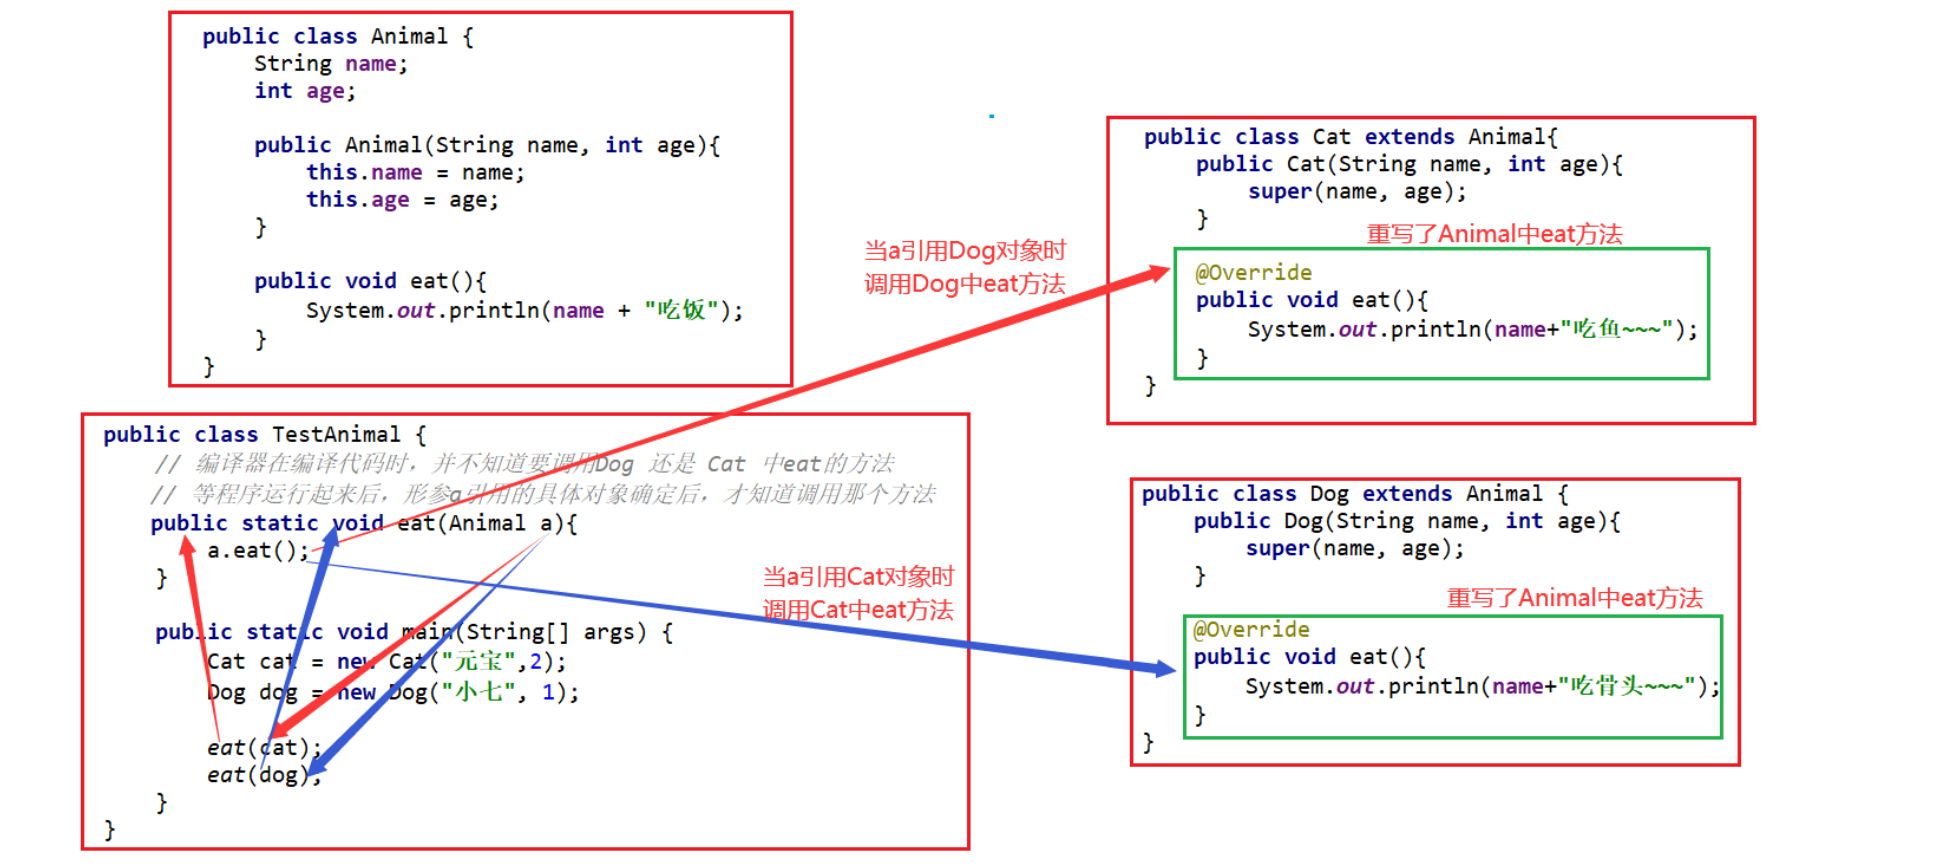 public class Animal {
String name;
int age;
public Animal(String name, int age){
this.name = name;
this.age = age;
}
public void eat(){
System.out.println(name + "吃饭");
}
}
public class TestAnimal {
// 编译器在编译代码时，并不知道要调用Dog 还是 Cat 中eat的方法
// 等程序运行起来后，形参a引用的具体对象确定后，才知道调用那个方法
public static void eat(Animal a){
a.eat();
}
public static void main(String[] args) {
Cat cat = new Cat("元宝",2);
Dog dog = new Dog("小七", 1);
eat(cat);
eat(dog);
}
}
当a引用Dog对象时
调用Dog中eat方法
当a引用Cat对象时
调用Cat中eat方法
public class Cat extends Animal{
public Cat(String name, int age){
super(name, age);
}
重写了Animal中eat方法
@Override
public void eat(){
System.out.println(name+"吃鱼~~~");
}
}
public class Dog extends Animal {
public Dog(String name, int age){
super(name, age);
}
重写了Animal中eat方法
@Override
public void eat(){
System.out.println(name+"吃骨头~~~");
}
}